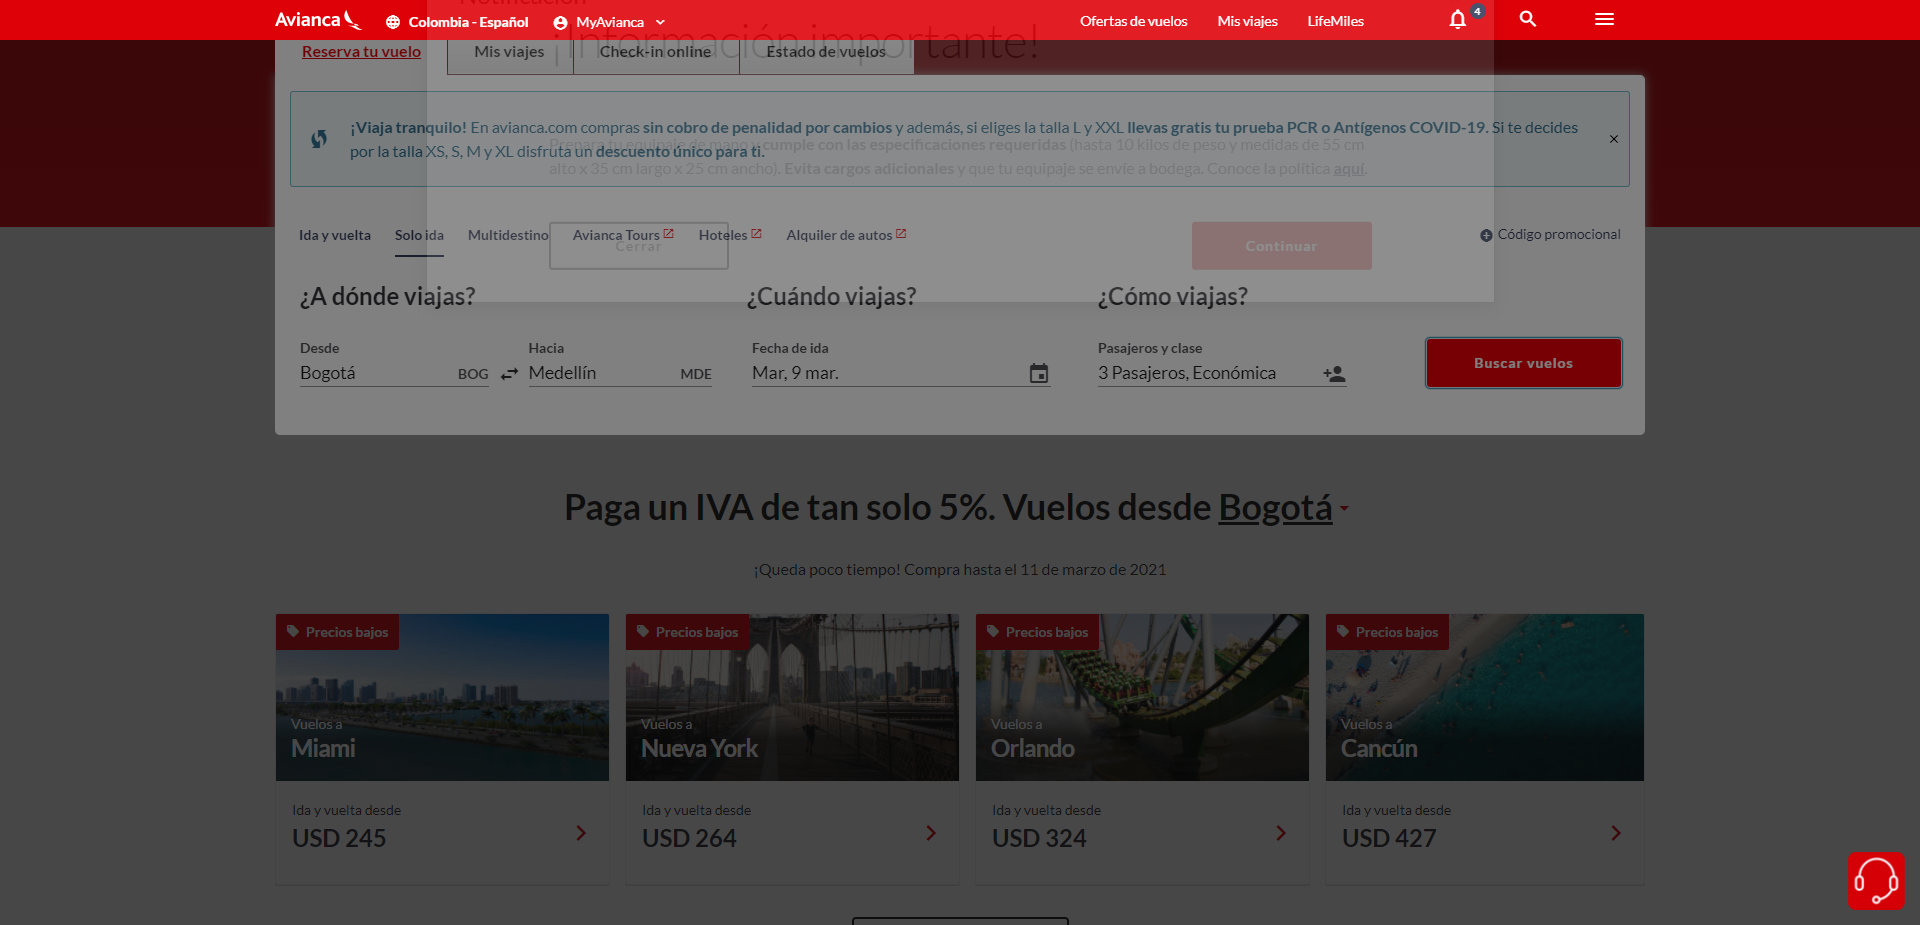 Avianca
Colombia - Español
MyAvianca
Ofertas de vuelos
Mis viajes
LifeMiles
4
Notificación
¡Información importante!
Reserva tu vuelo
Mis viajes
Check-in online
Estado de vuelos
¡Viaja tranquilo! En avianca.com compras sin cobro de penalidad por cambios y además, si eliges la talla L y XXL llevas gratis tu prueba PCR o Antígenos COVID-19. Si te decides
por la talla XS, S, M y XL disfruta un descuento único para ti.
Prepara tu equipaje de mano y cumple con las especificaciones requeridas (hasta 10 kilos de peso y medidas de 55 cm
alto x 35 cm largo x 25 cm ancho). Evita cargos adicionales y que tu equipaje se envíe a bodega. Conoce la política aquí.
Ida y vuelta
Solo ida
Multidestino
Avianca Tours
Hoteles
Alquiler de autos
Código promocional
Cerrar
Continuar
¿A dónde viajas?
¿Cuándo viajas?
¿Cómo viajas?
Desde
Hacia
Fecha de ida
Pasajeros y clase
Bogotá
BOG
Medellín
MDE
Mar, 9 mar.
3 Pasajeros, Económica
Buscar vuelos
Paga un IVA de tan solo 5%. Vuelos desde Bogotá
¡Queda poco tiempo! Compra hasta el 11 de marzo de 2021
Precios bajos
Vuelos a
Miami
Ida y vuelta desde
USD 245
Precios bajos
Vuelos a
Nueva York
Ida y vuelta desde
USD 264
Precios bajos
Vuelos a
Orlando
Ida y vuelta desde
USD 324
Precios bajos
Vuelos a
Cancún
Ida y vuelta desde
USD 427